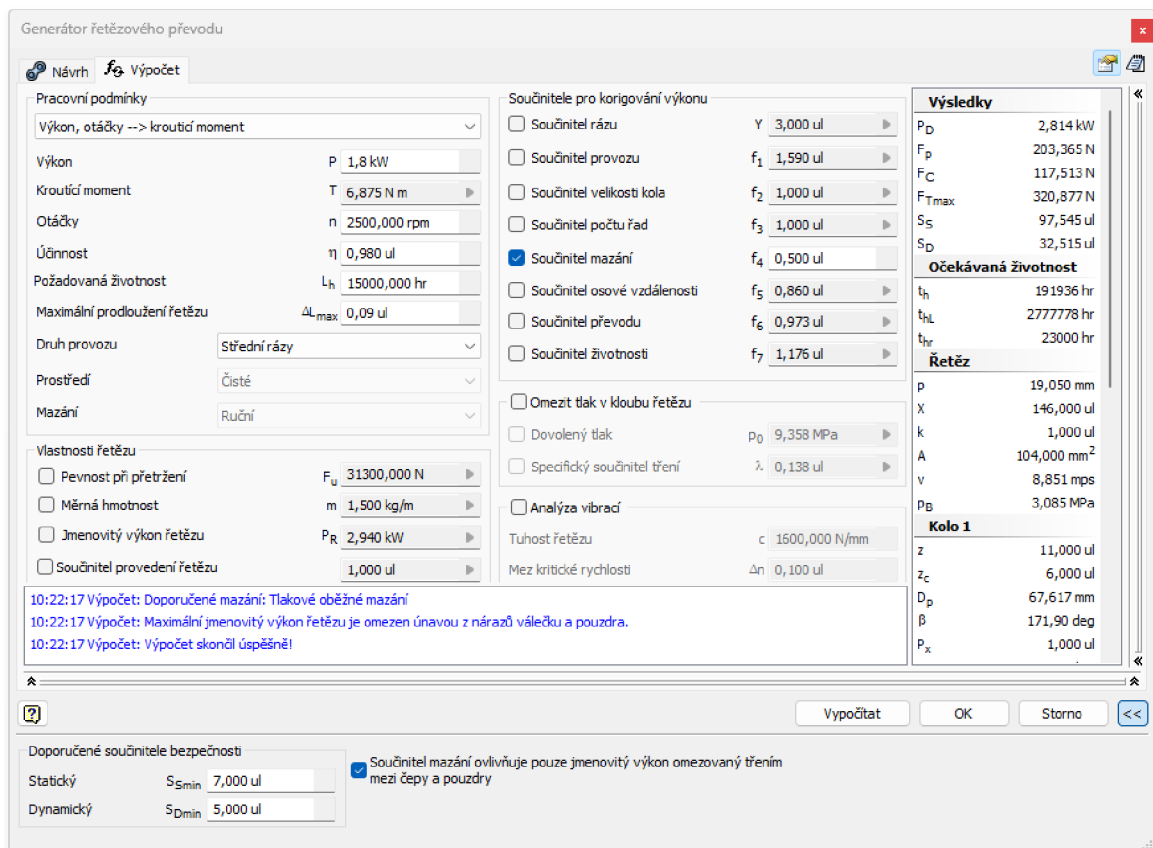 Generátor řetězového převodu
Návrh
Výpočet
Pracovní podmínky
Výkon, otáčky --> krouticí moment
Výkon P 1,8 kW
Kroutící moment T 6,875 N m
Otáčky n 2500,000 rpm
Účinnost η 0,980 ul
Požadovaná životnost Lh 15000,000 hr
Maximální prodloužení řetězu ΔLmax 0,09 ul
Druh provozu Střední rázy
Prostředí Čisté
Mazání Ruční
Vlastnosti řetězu
Pevnost při přetržení Fu 31300,000 N
Měrná hmotnost m 1,500 kg/m
Jmenovitý výkon řetězu PR 2,940 kW
Součinitel provedení řetězu 1,000 ul
Součinitele pro korigování výkonu
Součinitel rázu Y 3,000 ul
Součinitel provozu f1 1,590 ul
Součinitel velikosti kola f2 1,000 ul
Součinitel počtu řad f3 1,000 ul
Součinitel mazání f4 0,500 ul
Součinitel osové vzdálenosti f5 0,860 ul
Součinitel převodu f6 0,973 ul
Součinitel životnosti f7 1,176 ul
Omezit tlak v kloubu řetězu
Dovolený tlak p0 9,358 MPa
Specifický součinitel tření λ 0,138 ul
Analýza vibrací
Tuhost řetězu c 1600,000 N/mm
Mez kritické rychlosti Δn 0,100 ul
Výsledky
PD 2,814 kW
Fp 203,365 N
FC 117,513 N
FTmax 320,877 N
SS 97,545 ul
SD 32,515 ul
Očekávaná životnost
th 191936 hr
thL 2777778 hr
thr 23000 hr
Řetěz
p 19,050 mm
X 146,000 ul
k 1,000 ul
A 104,000 mm2
v 8,851 mps
pB 3,085 MPa
Kolo 1
z 11,000 ul
zc 6,000 ul
Dp 67,617 mm
β 171,90 deg
Px 1,000 ul
10:22:17 Výpočet: Doporučené mazání: Tlakové oběžné mazání
10:22:17 Výpočet: Maximální jmenovitý výkon řetězu je omezen únavou z nárazů válečku a pouzdra.
10:22:17 Výpočet: Výpočet skončil úspěšně!
Vypočítat
OK
Storno
<<
Doporučené součinitele bezpečnosti
Statický SSmin 7,000 ul
Dynamický SDmin 5,000 ul
Součinitel mazání ovlivňuje pouze jmenovitý výkon omezovaný třením
mezi čepy a pouzdry